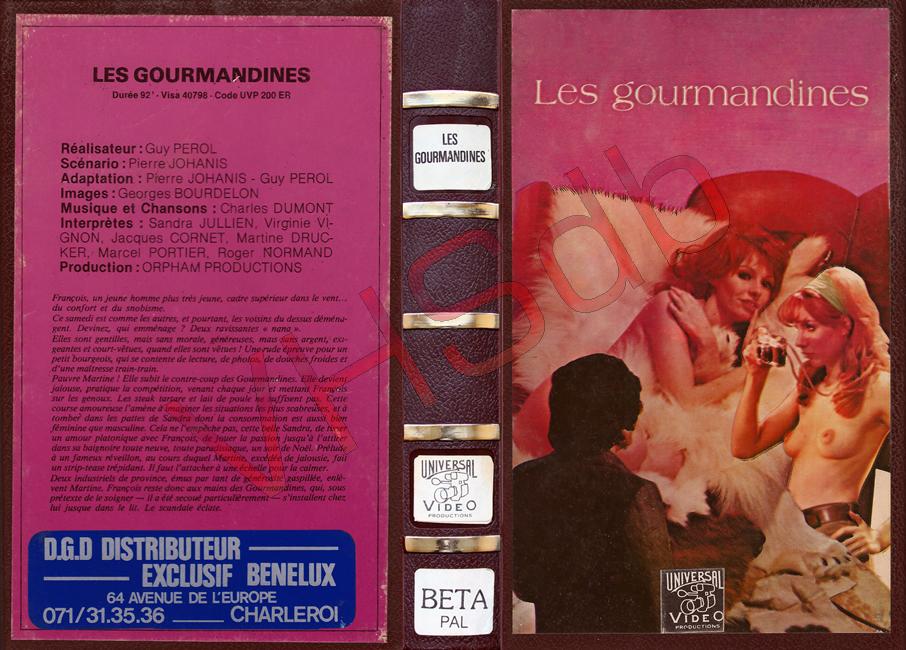 LES GOURMANDINES
Durée 92' - Visa 40798 - Code UVP 200 ER
Réalisateur : Guy PEROL
Scénario : Pierre JOHANIS
Adaptation : Pierre JOHANIS - Guy PEROL
Images : Georges BOURDELON
Musique et Chansons : Charles DUMONT
Interprètes : Sandra JULLIEN, Virginie VI-
GNON, Jacques CORNET, Martine DRUC-
KER, Marcel PORTIER, Roger NORMAND
Production : ORPHAM PRODUCTIONS
François, un jeune homme plus très jeune, cadre supérieur dans le vent...
du confort et du snobisme.
Ce samedi est comme les autres, et pourtant, les voisins du dessus déména-
gent. Devinez, qui emménage ? Deux ravissantes « nana ».
Elles sont gentilles, mais sans morale, généreuses, mais sans argent, exi-
geantes et court-vêtues, quand elles sont vêtues ! Une rude épreuve pour un
petit bourgeois, qui se contente de lecture, de photos, de douches froides et
d'une maîtresse train-train.
Pauvre Martine ! Elle subit le contre-coup des Gourmandines. Elle devient
jalouse, pratique la compétition, venant chaque jour et mettant François
sur les genoux. Les steak tartare et lait de poule ne suffisent pas. Cette
course amoureuse l'amène à imaginer les situations les plus scabreuses, et à
tomber dans les pattes de Sandra dont la consommation est aussi bien
féminine que masculine. Cela ne l'empêche pas, cette belle Sandra, de tisser
un amour platonique avec François, de jouer la passion jusqu'à l'attirer
dans sa baignoire toute neuve, toute paradisiaque, un soir de Noël. Prélude
à un fameux réveillon, au cours duquel Martine, excédée de jalousie, fait
un strip-tease trépidant. Il faut l'attacher à une échelle pour la calmer.
Deux industriels de province, émus par tant de générosité gaspillée, enlè-
vent Martine. François reste donc aux mains des Gourmandines, qui, sous
prétexte de le soigner — il a été secoué particulièrement — s'installent chez
lui jusque dans le lit. Le scandale éclate.
D.G.D DISTRIBUTEUR
EXCLUSIF BENELUX
64 AVENUE DE L'EUROPE
071/31.35.36 CHARLEROI
LES
GOURMANDINES
UNIVERSAL
VIDEO
PRODUCTIONS
BETA
PAL
Les gourmandines
UNIVERSAL
VIDEO
PRODUCTIONS
VHSdb